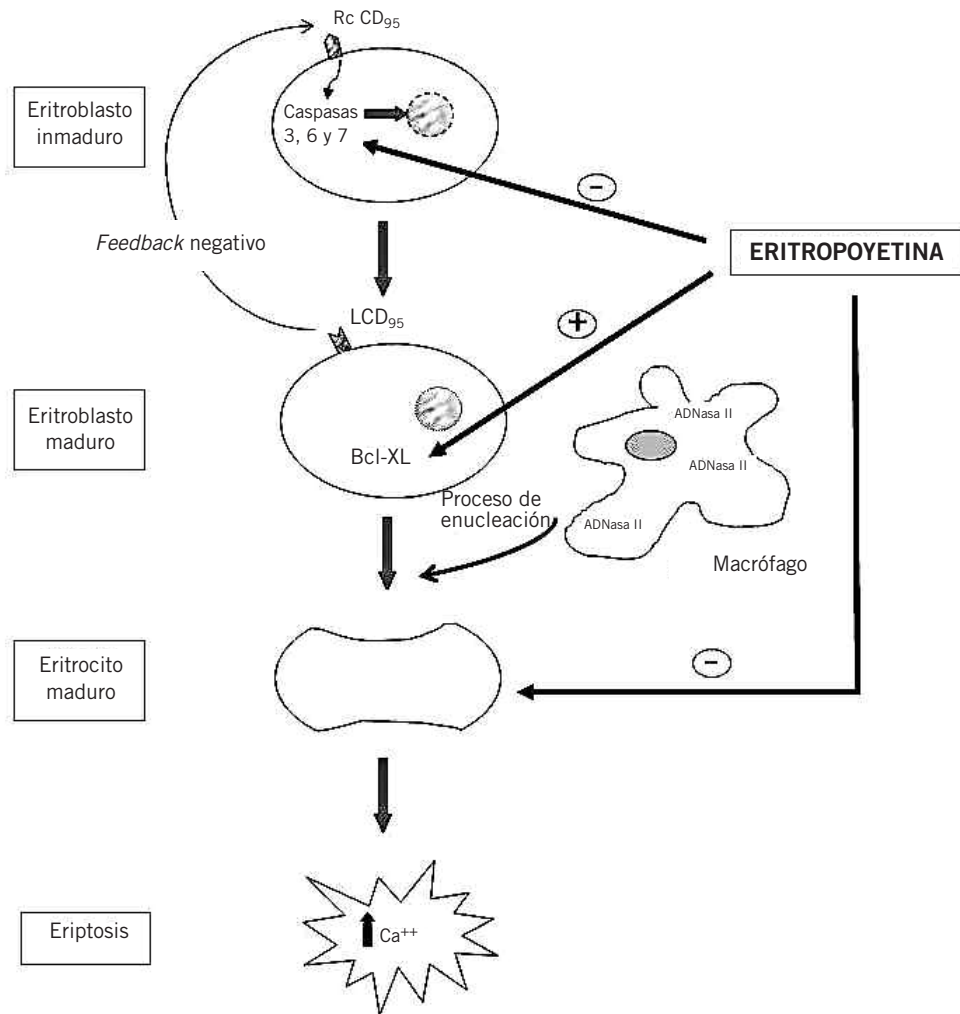 Rc CD95
Eritroblasto
inmaduro
Caspasas
3, 6 y 7
−
Feedback negativo
ERITROPOYETINA
LCD95
+
Eritroblasto
maduro
Bcl-XL
ADNasa II
ADNasa II
ADNasa II
Proceso de
enucleación
Macrófago
Eritrocito
maduro
−
Eriptosis
Ca++